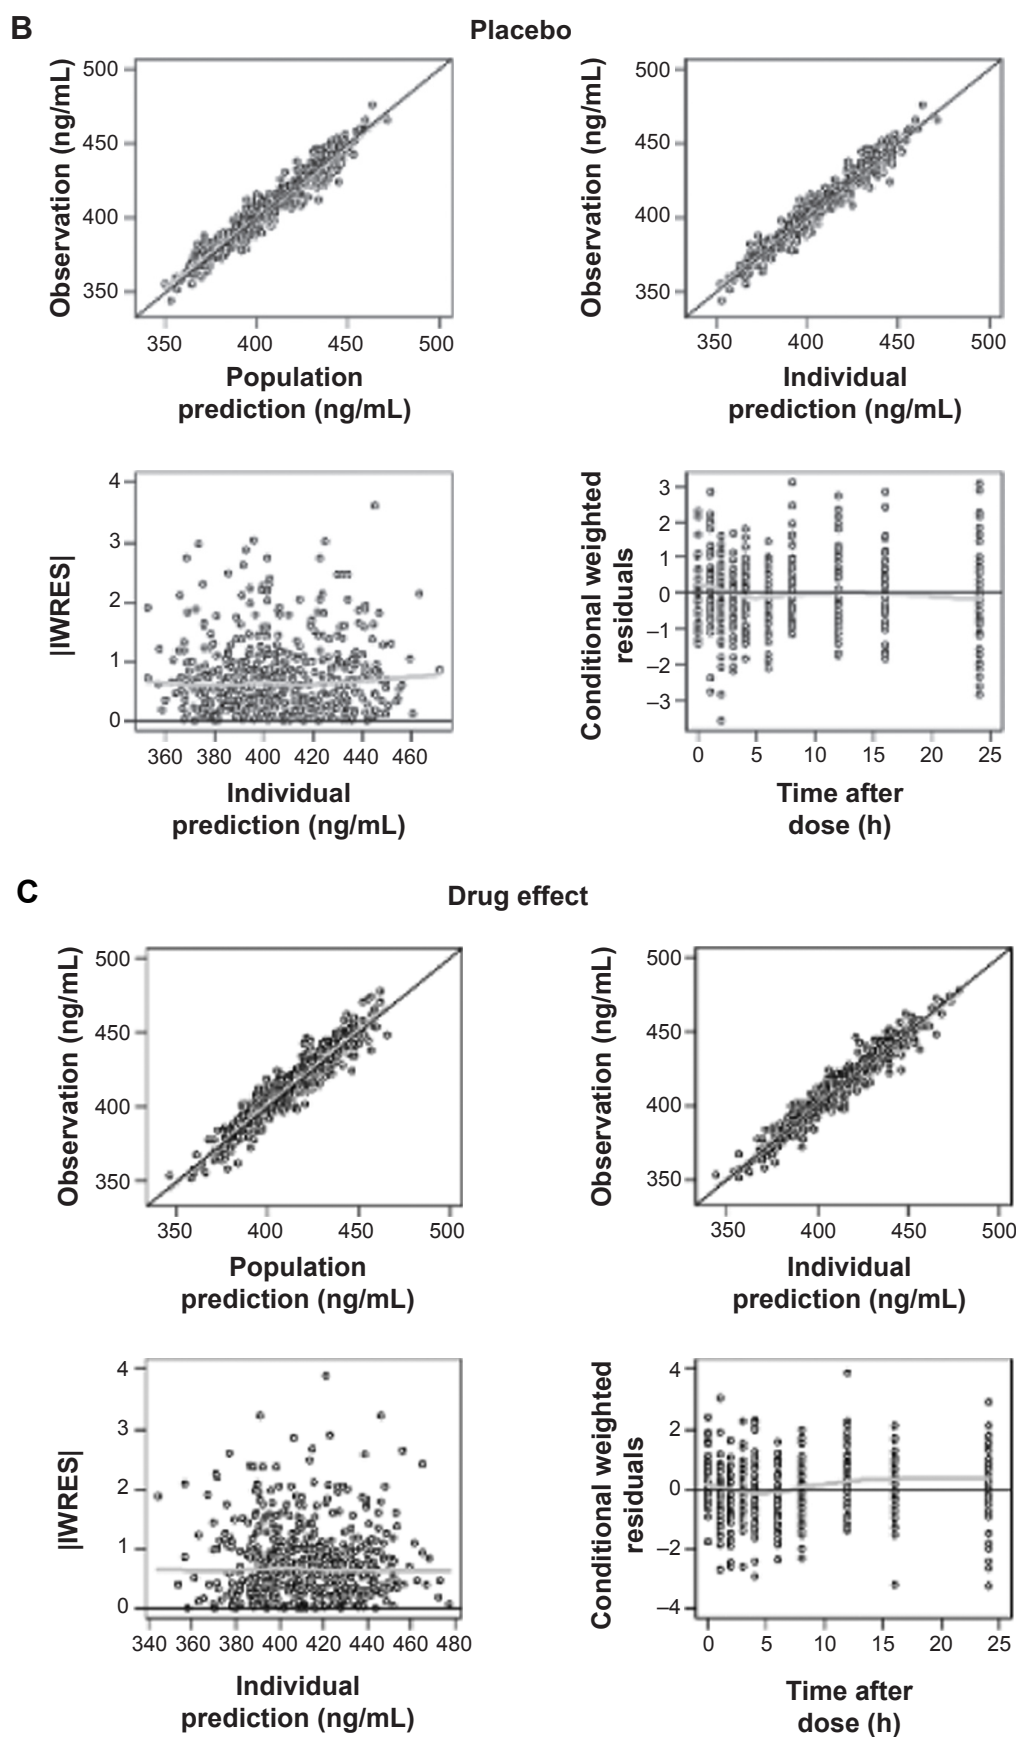 B
Placebo
Observation (ng/mL)
500
450
400
350
350 400 450 500
Population
prediction (ng/mL)
Observation (ng/mL)
500
450
400
350
350 400 450 500
Individual
prediction (ng/mL)
|IWRES|
4
3
2
1
0
360 380 400 420 440 460
Individual
prediction (ng/mL)
Conditional weighted
residuals
3
2
1
0
–1
–2
–3
0 5 10 15 20 25
Time after
dose (h)
C
Drug effect
Observation (ng/mL)
500
450
400
350
350 400 450 500
Population
prediction (ng/mL)
Observation (ng/mL)
500
450
400
350
350 400 450 500
Individual
prediction (ng/mL)
|IWRES|
4
3
2
1
0
340 360 380 400 420 440 460 480
Individual
prediction (ng/mL)
Conditional weighted
residuals
4
2
0
–2
–4
0 5 10 15 20 25
Time after
dose (h)